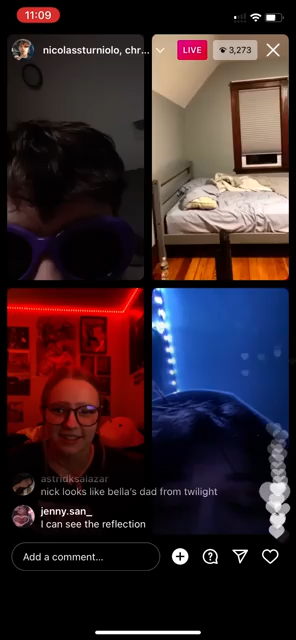 11:09
nicolassturniolo, chr...
LIVE
3,273
astridksalazar
nick looks like bella's dad from twilight
jenny.san_
I can see the reflection
Add a comment...